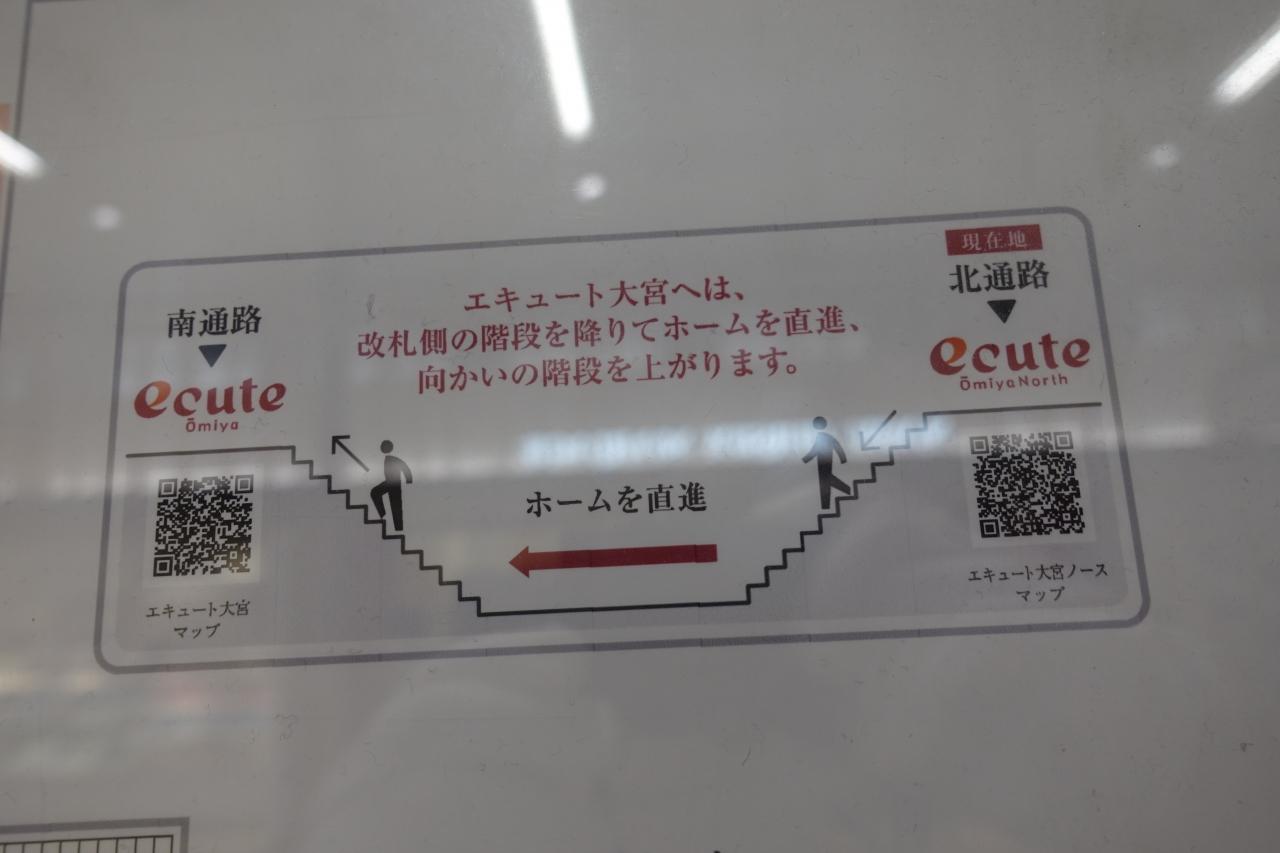 エキュート大宮へは、
改札側の階段を降りてホームを直進、
向かいの階段を上がります。
南通路
ecute
Ōmiya
現在地
北通路
ecute
Ōmiya North
ホームを直進
エキュート大宮
マップ
エキュート大宮ノース
マップ